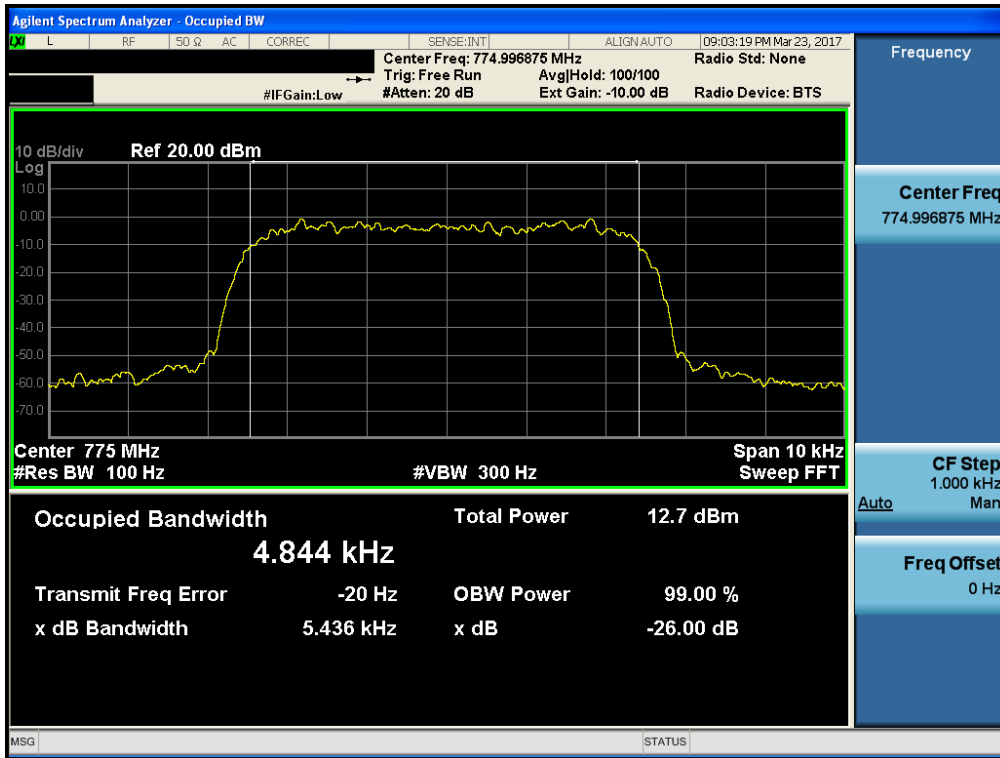 Agilent Spectrum Analyzer - Occupied BW
LXI L RF 50 Ω AC CORREC SENSE:INT ALIGN AUTO 09:03:19 PM Mar 23, 2017
Center Freq: 774.996875 MHz Radio Std: None
Trig: Free Run Avg|Hold: 100/100
#IFGain:Low #Atten: 20 dB Ext Gain: -10.00 dB Radio Device: BTS
Frequency
10 dB/div Ref 20.00 dBm
Log
10.0
0.00
-10.0
-20.0
-30.0
-40.0
-50.0
-60.0
-70.0
Center 775 MHz Span 10 kHz
#Res BW 100 Hz #VBW 300 Hz Sweep FFT
Occupied Bandwidth Total Power 12.7 dBm
4.844 kHz
Transmit Freq Error -20 Hz OBW Power 99.00 %
x dB Bandwidth 5.436 kHz x dB -26.00 dB
Center Freq
774.996875 MHz
CF Step
1.000 kHz
Auto Man
Freq Offset
0 Hz
MSG STATUS